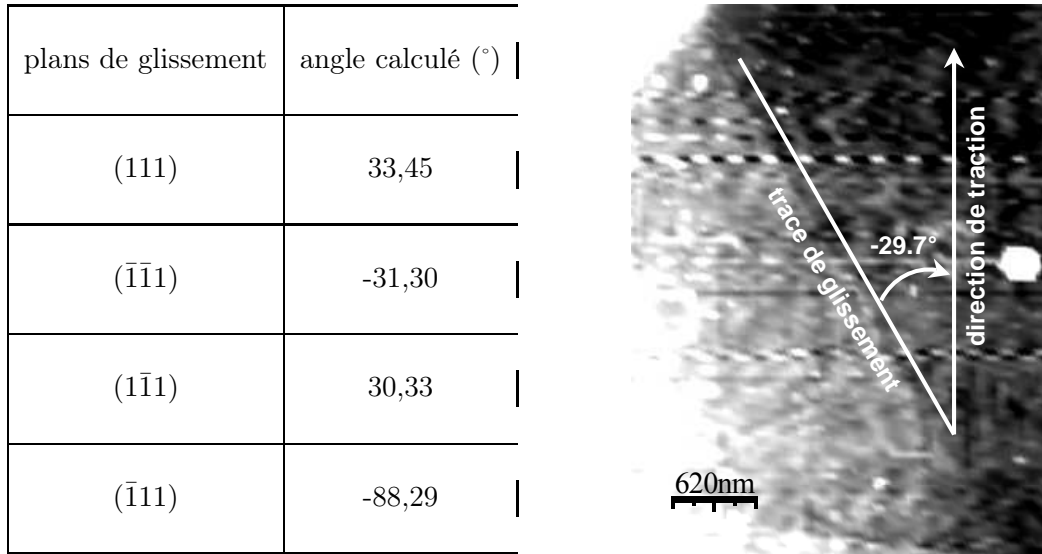 plans de glissement angle calculé (°)
(111) 33,45
(1̄1̄1) -31,30
(11̄1) 30,33
(1̄11) -88,29
trace de glissement
-29.7°
direction de traction
620nm